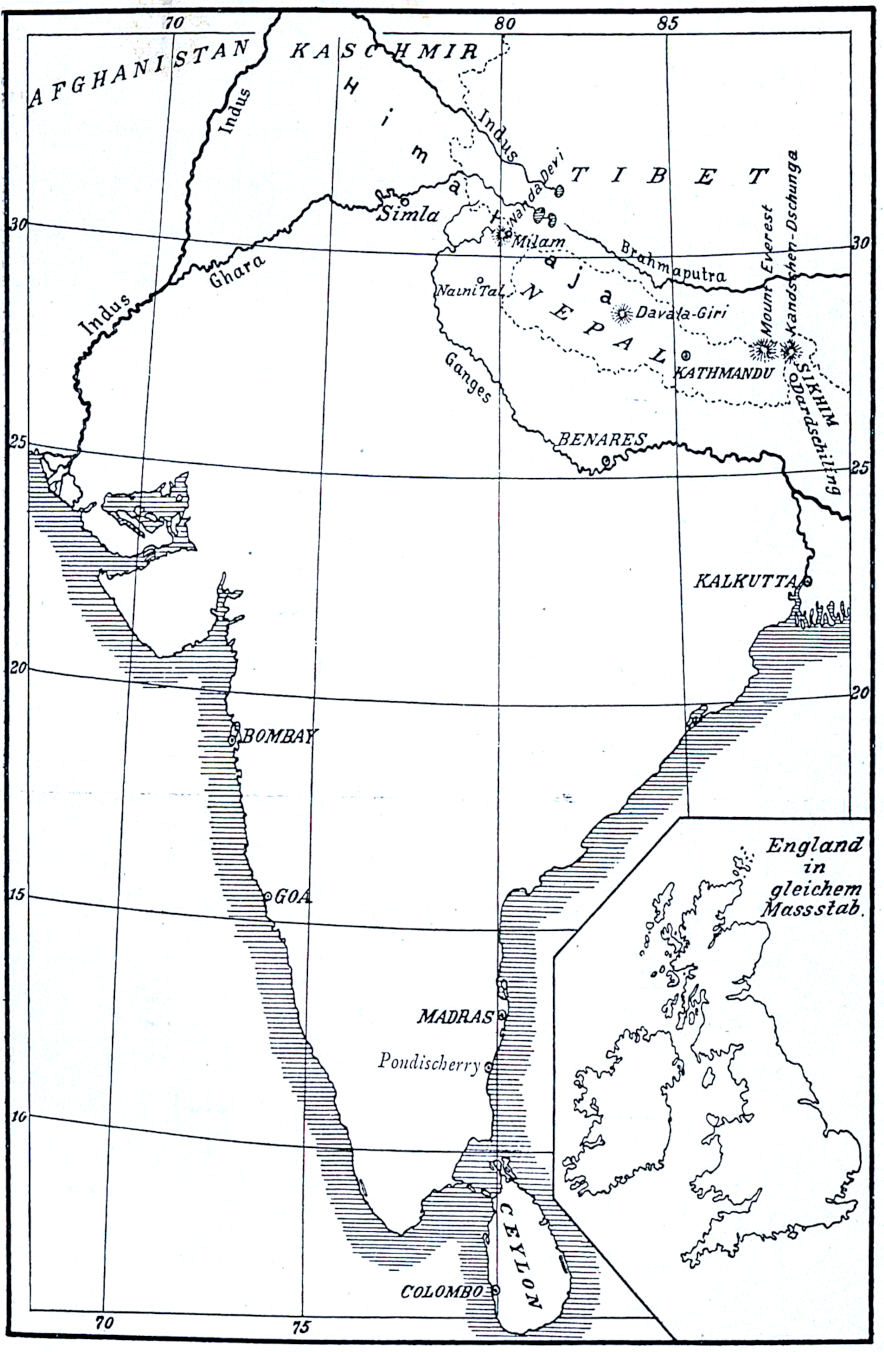 70
80
85
AFGHANISTAN
KASCHMIR
Indus
Himalaja
Indus
TIBET
Nanda Devi
Simla
Milam
30
30
Ghara
Brahmaputra
Mount Everest
Kandschen-Dschunga
Naini Tal
NEPAL
Davala-Giri
Indus
KATHMANDU
SIKHIM
Dardschiling
Ganges
BENARES
25
25
KALKUTTA
20
20
BOMBAY
England
in
gleichem
Massstab.
15
GOA
MADRAS
Pondischerry
16
CEYLON
COLOMBO
70
75